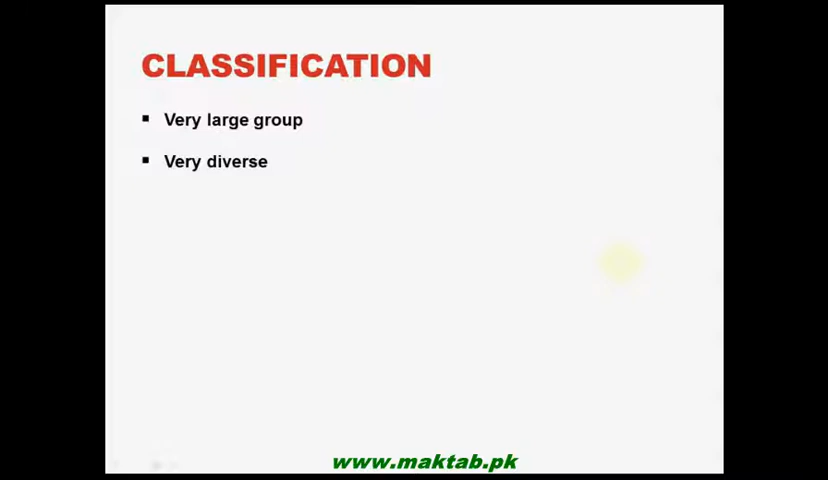 CLASSIFICATION
▪ Very large group
▪ Very diverse
www.maktab.pk